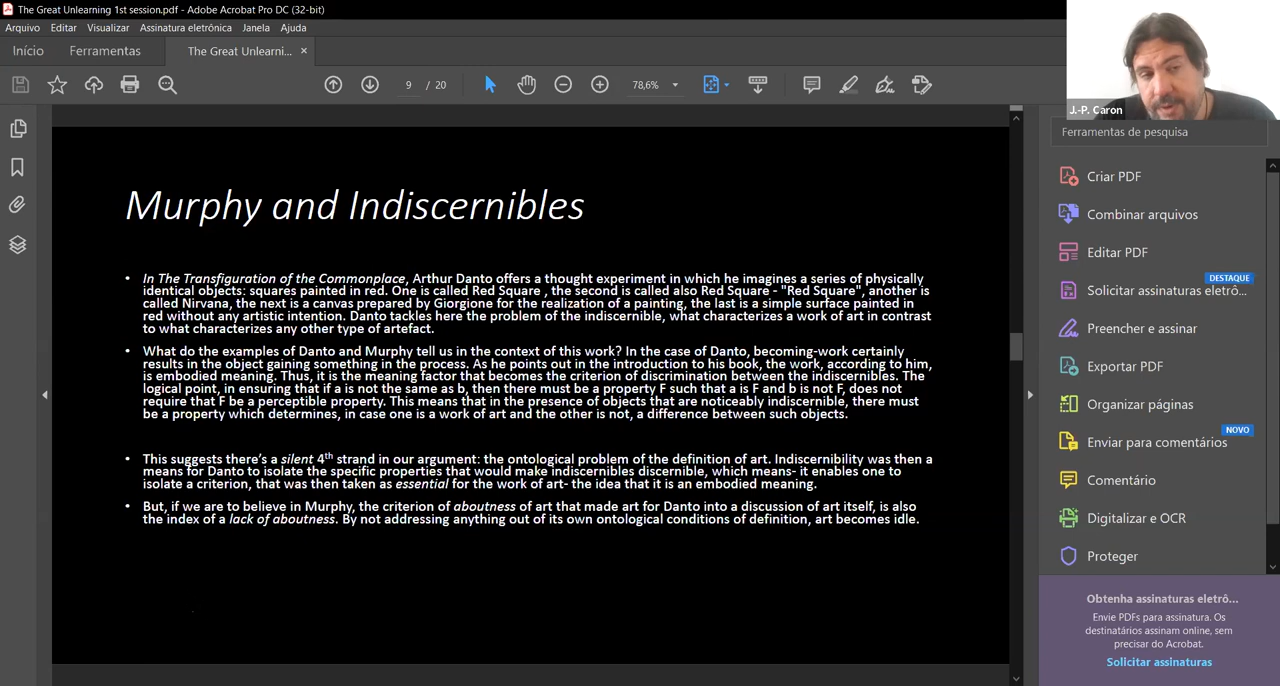 The Great Unlearning 1st session.pdf - Adobe Acrobat Pro DC (32-bit)
Arquivo Editar Visualizar Assinatura eletrônica Janela Ajuda
Início Ferramentas The Great Unlearni... ×
9 / 20 78,6%
J.-P. Caron
Ferramentas de pesquisa
Murphy and Indiscernibles
• In The Transfiguration of the Commonplace, Arthur Danto offers a thought experiment in which he imagines a series of physically
identical objects: squares painted in red. One is called Red Square , the second is called also Red Square - "Red Square", another is
called Nirvana, the next is a canvas prepared by Giorgione for the realization of a painting, the last is a simple surface painted in
red without any artistic intention. Danto tackles here the problem of the indiscernible, what characterizes a work of art in contrast
to what characterizes any other type of artefact.
• What do the examples of Danto and Murphy tell us in the context of this work? In the case of Danto, becoming-work certainly
results in the object gaining something in the process. As he points out in the introduction to his book, the work, according to him,
is embodied meaning. Thus, it is the meaning factor that becomes the criterion of discrimination between the indiscernibles. The
logical point, in ensuring that if a is not the same as b, then there must be a property F such that a is F and b is not F, does not
require that F be a perceptible property. This means that in the presence of objects that are noticeably indiscernible, there must
be a property which determines, in case one is a work of art and the other is not, a difference between such objects.
• This suggests there's a silent 4th strand in our argument: the ontological problem of the definition of art. Indiscernibility was then a
means for Danto to isolate the specific properties that would make indiscernibles discernible, which means- it enables one to
isolate a criterion, that was then taken as essential for the work of art- the idea that it is an embodied meaning.
• But, if we are to believe in Murphy, the criterion of aboutness of art that made art for Danto into a discussion of art itself, is also
the index of a lack of aboutness. By not addressing anything out of its own ontological conditions of definition, art becomes idle.
Criar PDF
Combinar arquivos
Editar PDF
DESTAQUE
Solicitar assinaturas eletrô...
Preencher e assinar
Exportar PDF
Organizar páginas
NOVO
Enviar para comentários
Comentário
Digitalizar e OCR
Proteger
Obtenha assinaturas eletrô...
Envie PDFs para assinatura. Os
destinatários assinam online, sem
precisar do Acrobat.
Solicitar assinaturas